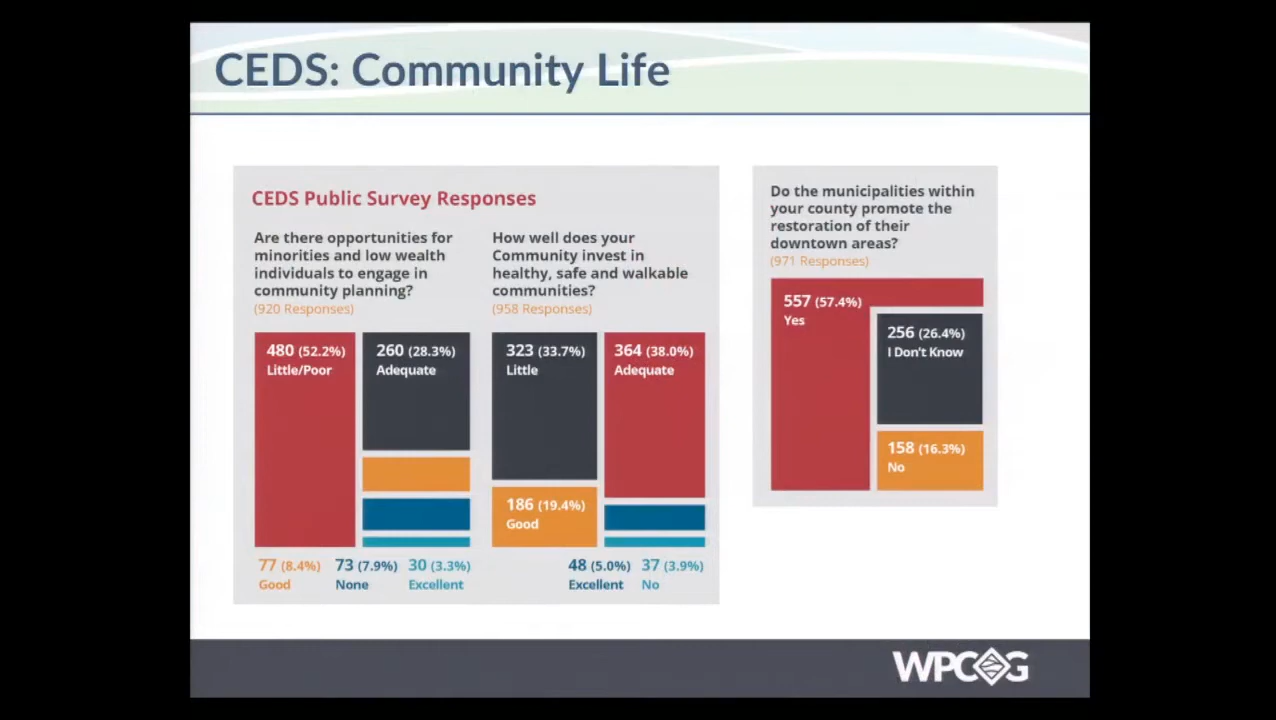 CEDS: Community Life
CEDS Public Survey Responses
Are there opportunities for
minorities and low wealth
individuals to engage in
community planning?
(920 Responses)
480 (52.2%)
Little/Poor
260 (28.3%)
Adequate
77 (8.4%)
Good
73 (7.9%)
None
30 (3.3%)
Excellent
How well does your
Community invest in
healthy, safe and walkable
communities?
(958 Responses)
323 (33.7%)
Little
364 (38.0%)
Adequate
186 (19.4%)
Good
48 (5.0%)
Excellent
37 (3.9%)
No
Do the municipalities within
your county promote the
restoration of their
downtown areas?
(971 Responses)
557 (57.4%)
Yes
256 (26.4%)
I Don't Know
158 (16.3%)
No
WPCOG